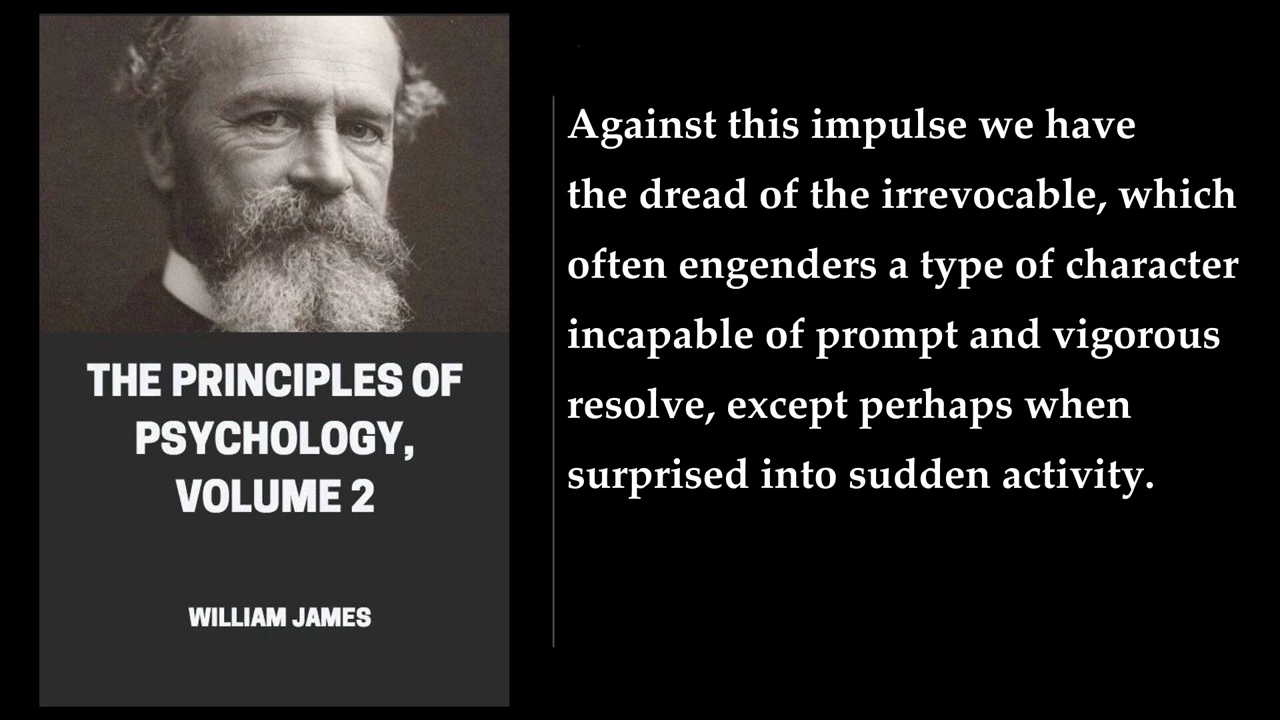 THE PRINCIPLES OF
PSYCHOLOGY,
VOLUME 2
WILLIAM JAMES
Against this impulse we have
the dread of the irrevocable, which
often engenders a type of character
incapable of prompt and vigorous
resolve, except perhaps when
surprised into sudden activity.